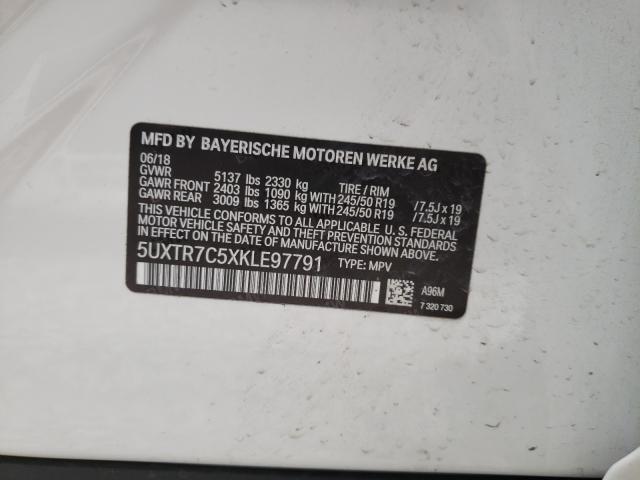 MFD BY BAYERISCHE MOTOREN WERKE AG
06/18
GVWR 5137 lbs 2330 kg TIRE / RIM
GAWR FRONT 2403 lbs 1090 kg WITH 245/50 R19 /7.5J x 19
GAWR REAR 3009 lbs 1365 kg WITH 245/50 R19 /7.5J x 19
THIS VEHICLE CONFORMS TO ALL APPLICABLE U. S. FEDERAL
MOTOR VEHICLE SAFETY AND THEFT PREVENTION STANDARDS
IN EFFECT ON THE DATE OF MANUFACTURE SHOWN ABOVE.
5UXTR7C5XKLE97791 TYPE: MPV
A96M
7 320 730